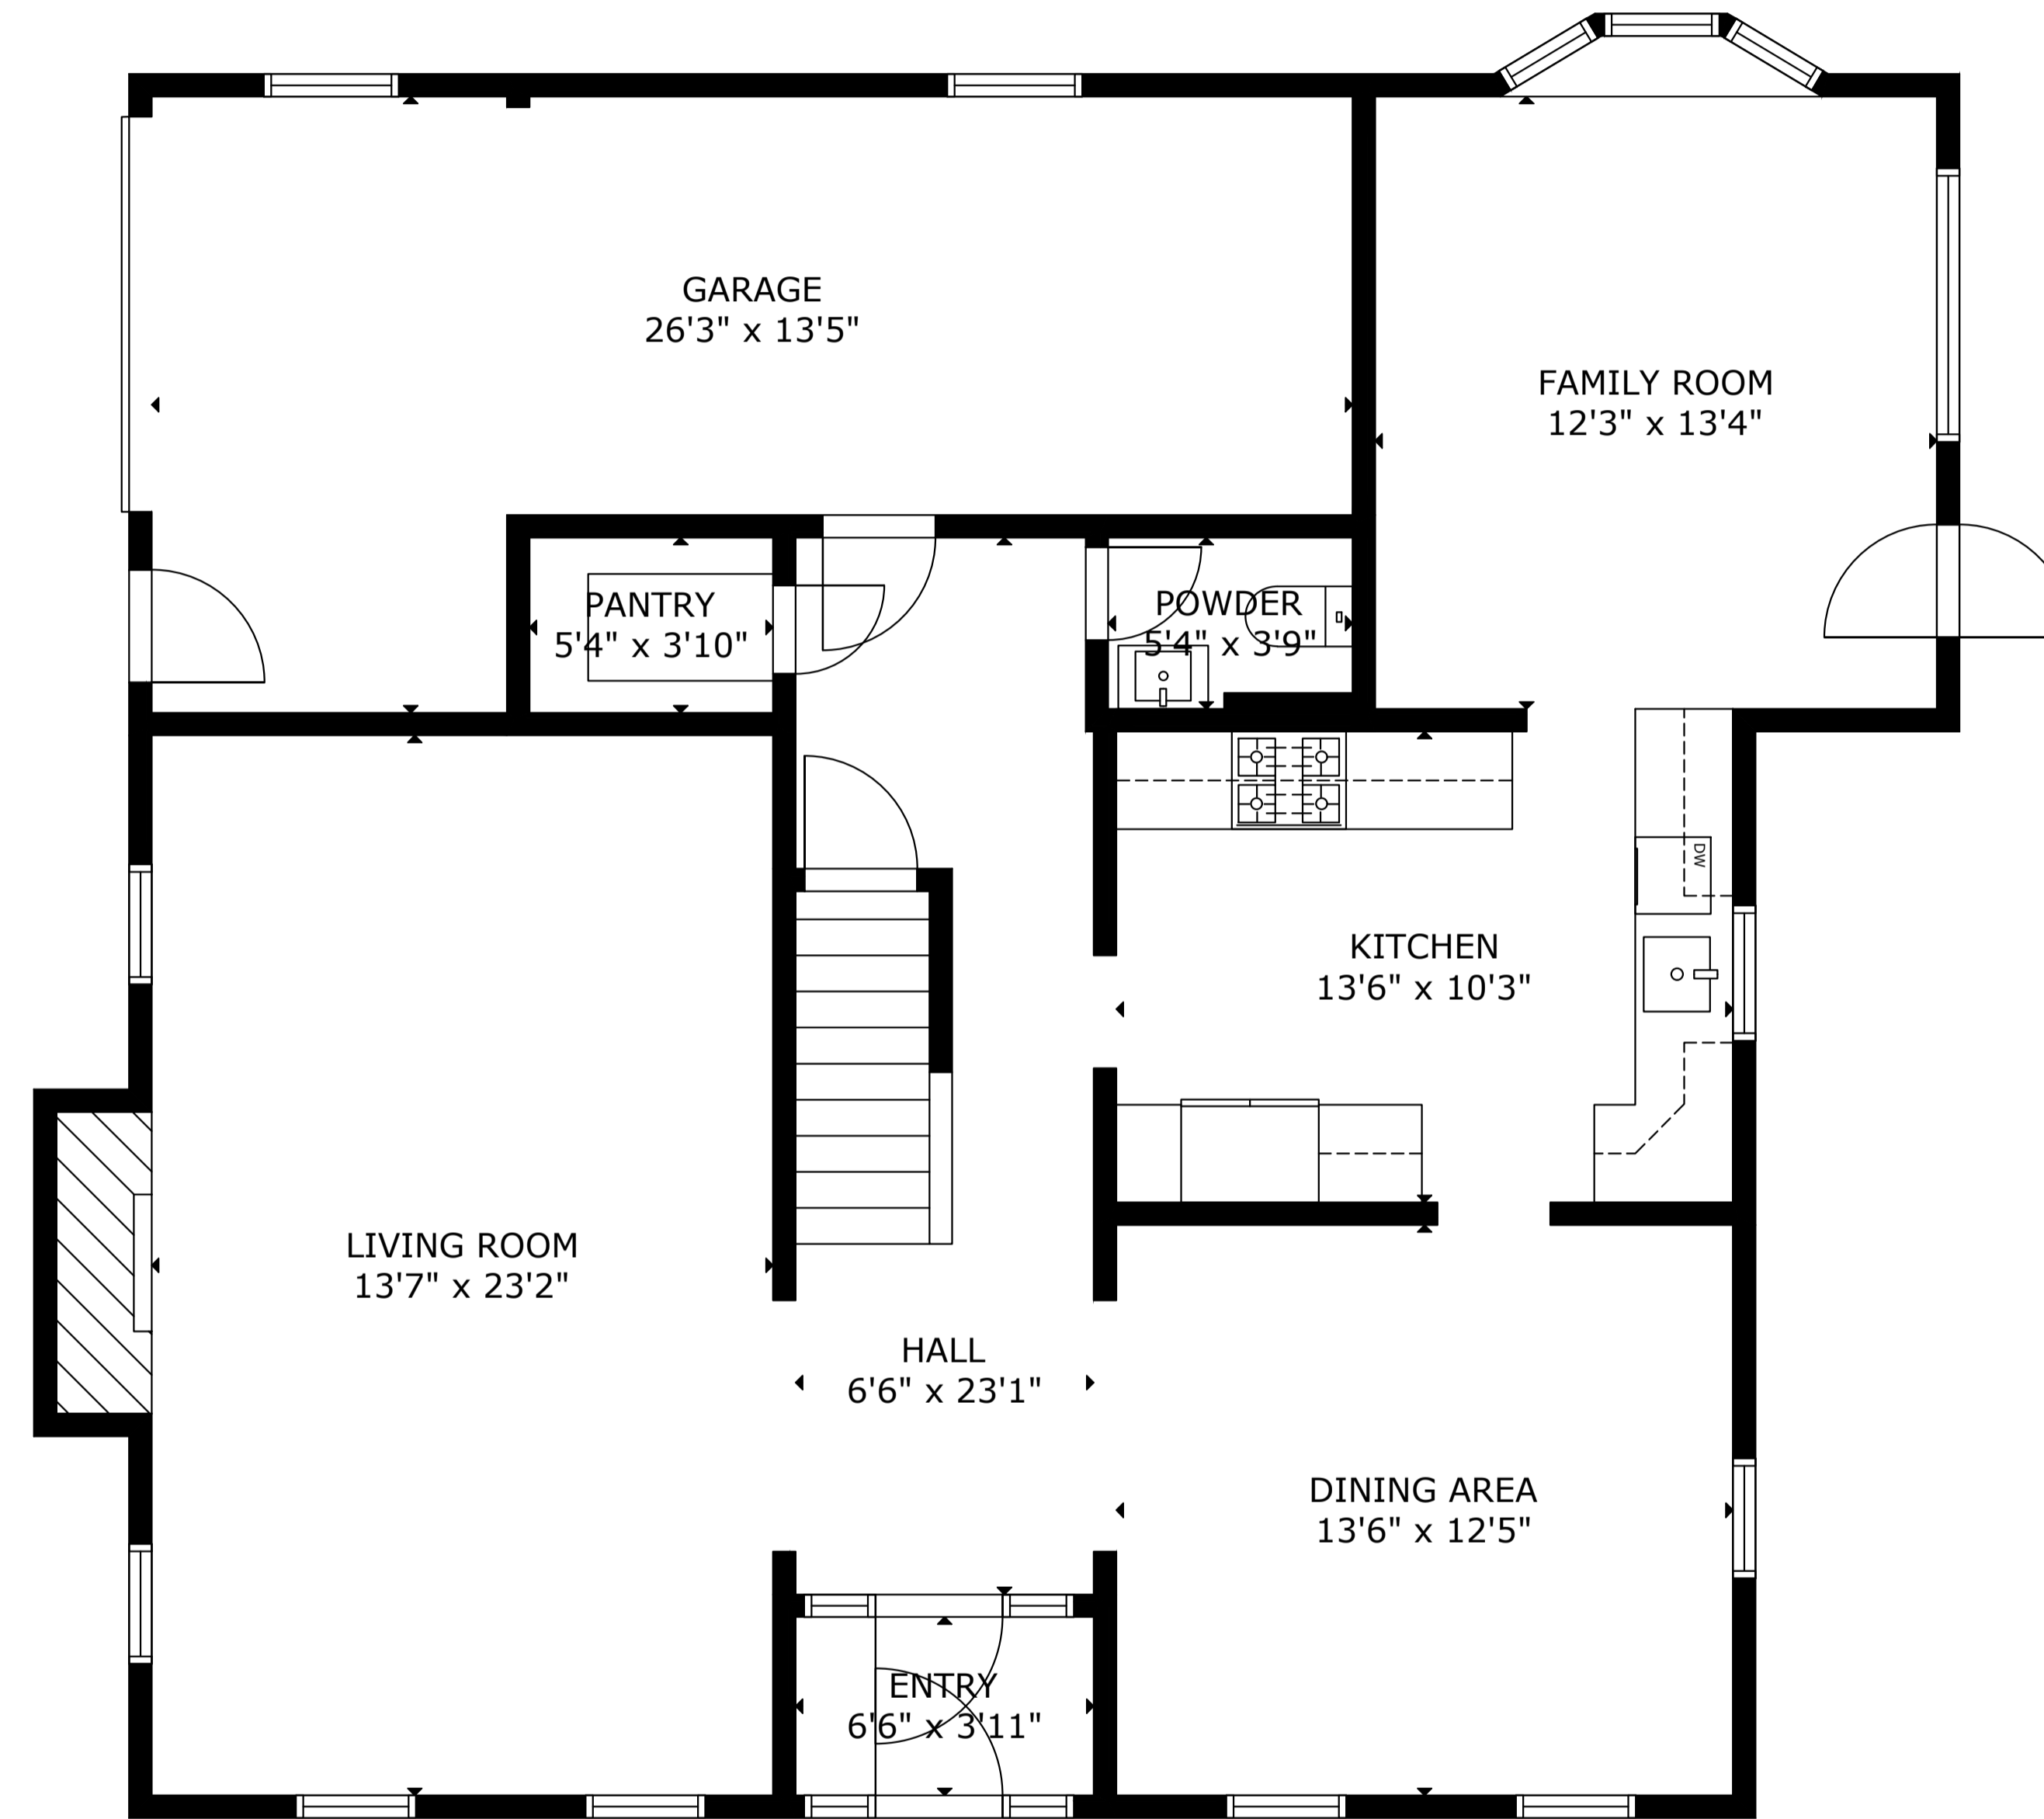 GARAGE
26'3" x 13'5"
FAMILY ROOM
12'3" x 13'4"
PANTRY
5'4" x 3'10"
POWDER
5'4" x 3'9"
DW
KITCHEN
13'6" x 10'3"
LIVING ROOM
13'7" x 23'2"
HALL
6'6" x 23'1"
DINING AREA
13'6" x 12'5"
ENTRY
6'6" x 3'11"